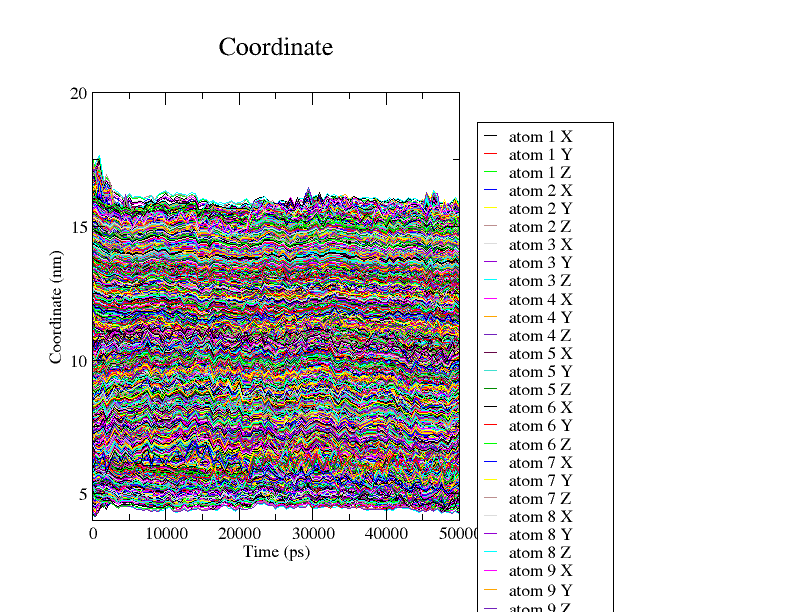 Coordinate
20
15
10
5
Coordinate (nm)
0 10000 20000 30000 40000 50000
Time (ps)
atom 1 X
atom 1 Y
atom 1 Z
atom 2 X
atom 2 Y
atom 2 Z
atom 3 X
atom 3 Y
atom 3 Z
atom 4 X
atom 4 Y
atom 4 Z
atom 5 X
atom 5 Y
atom 5 Z
atom 6 X
atom 6 Y
atom 6 Z
atom 7 X
atom 7 Y
atom 7 Z
atom 8 X
atom 8 Y
atom 8 Z
atom 9 X
atom 9 Y
atom 9 Z